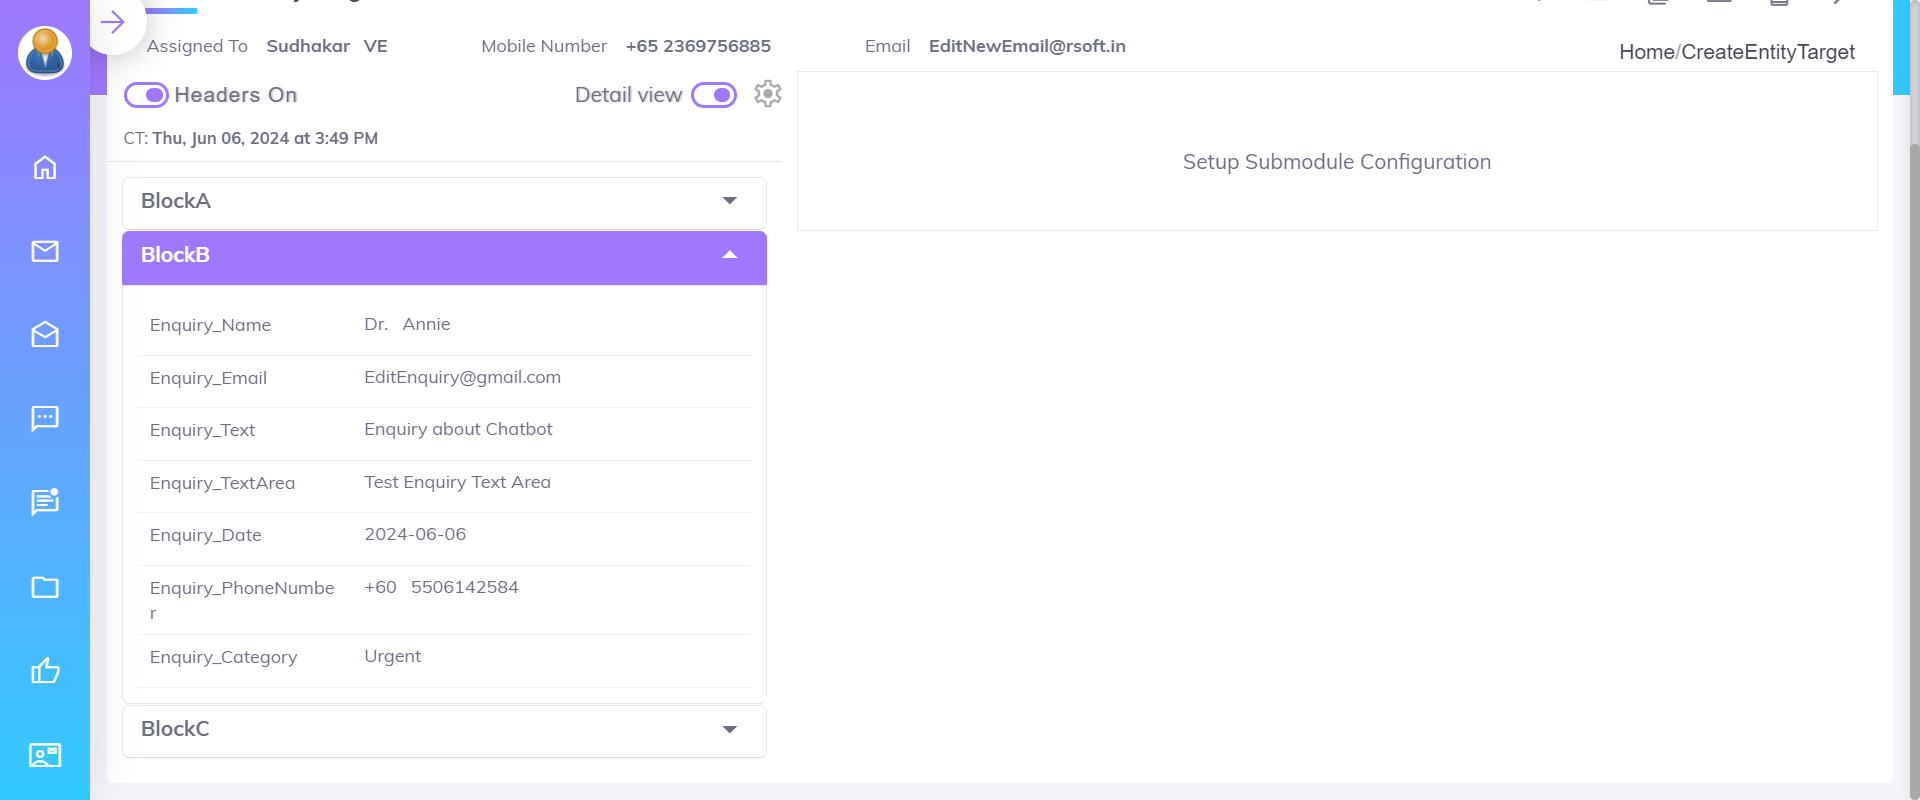 Assigned To Sudhakar VE Mobile Number +65 2369756885 Email EditNewEmail@rsoft.in
Home/CreateEntityTarget
Headers On Detail view
CT: Thu, Jun 06, 2024 at 3:49 PM
Setup Submodule Configuration
BlockA
BlockB
Enquiry_Name Dr. Annie
Enquiry_Email EditEnquiry@gmail.com
Enquiry_Text Enquiry about Chatbot
Enquiry_TextArea Test Enquiry Text Area
Enquiry_Date 2024-06-06
Enquiry_PhoneNumbe +60 5506142584
r
Enquiry_Category Urgent
BlockC